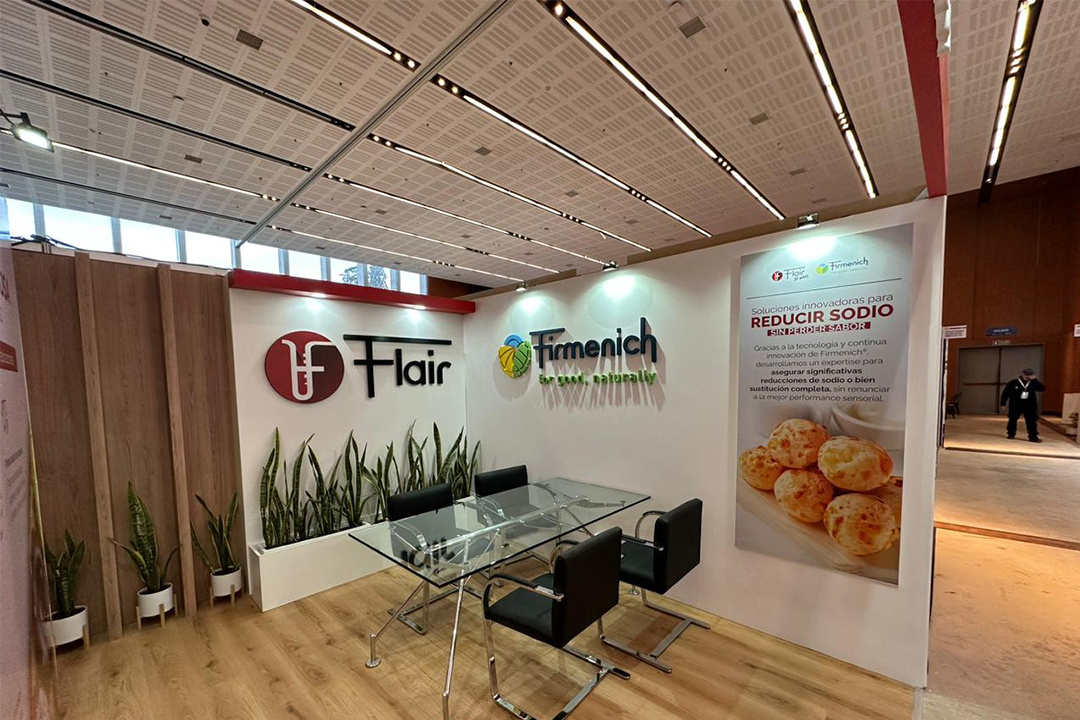 Flair
Firmenich
for good, naturally
Flair
Firmenich
Soluciones innovadoras para
REDUCIR SODIO
SIN PERDER SABOR
Gracias a la tecnología y continua
innovación de Firmenich®,
desarrollamos un expertise para
asegurar significativas
reducciones de sodio o bien
sustitución completa, sin renunciar
a la mejor performance sensorial.